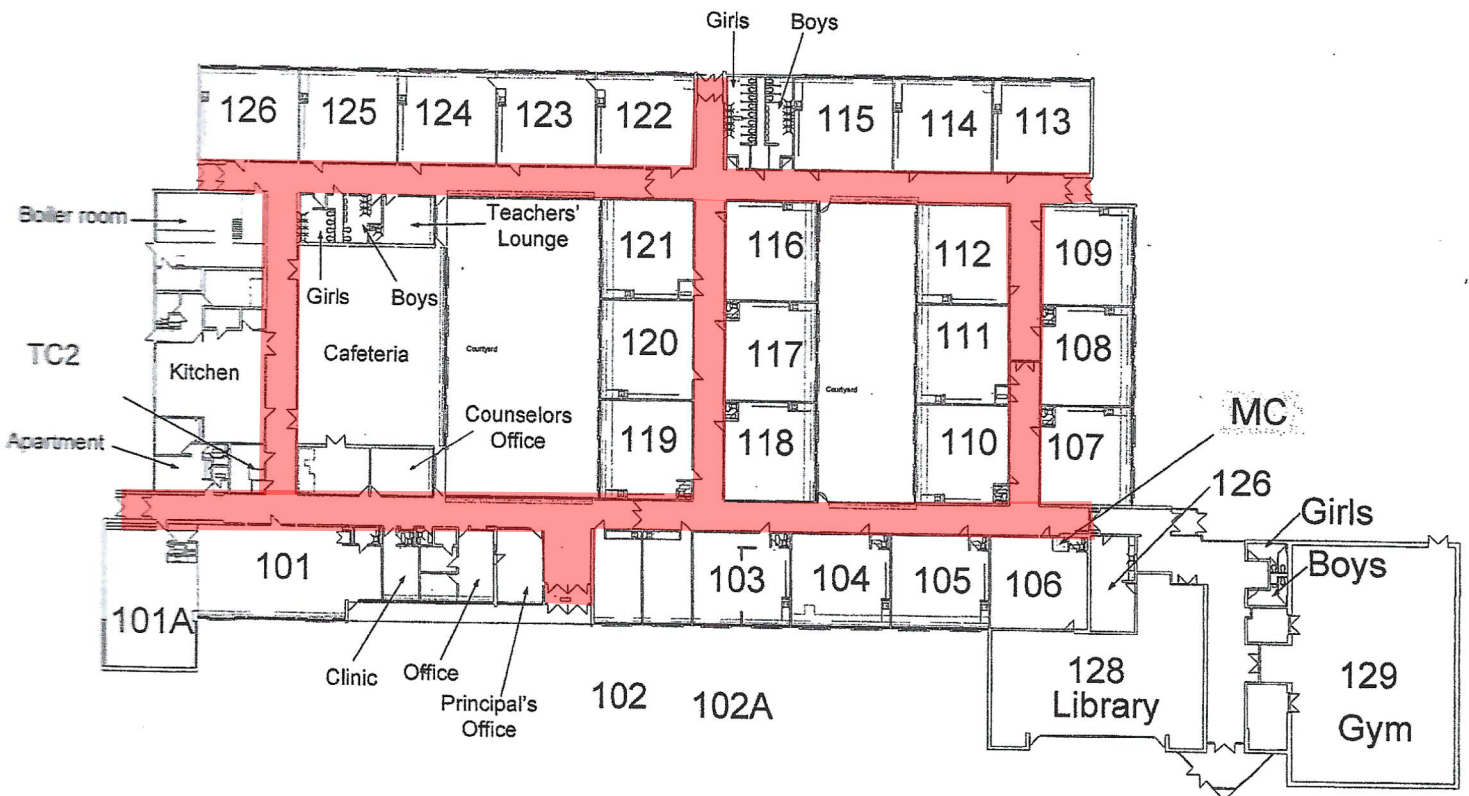 Girls
Boys
126
125
124
123
122
115
114
113
Boiler room
Teachers'
Lounge
121
116
112
109
Girls
Boys
TC2
Kitchen
Cafeteria
Courtyard
120
117
Courtyard
111
108
Apartment
Counselors
Office
119
118
110
107
MC
126
Girls
Boys
101
101A
103
104
105
106
Clinic
Office
Principal's
Office
102
102A
128
Library
129
Gym